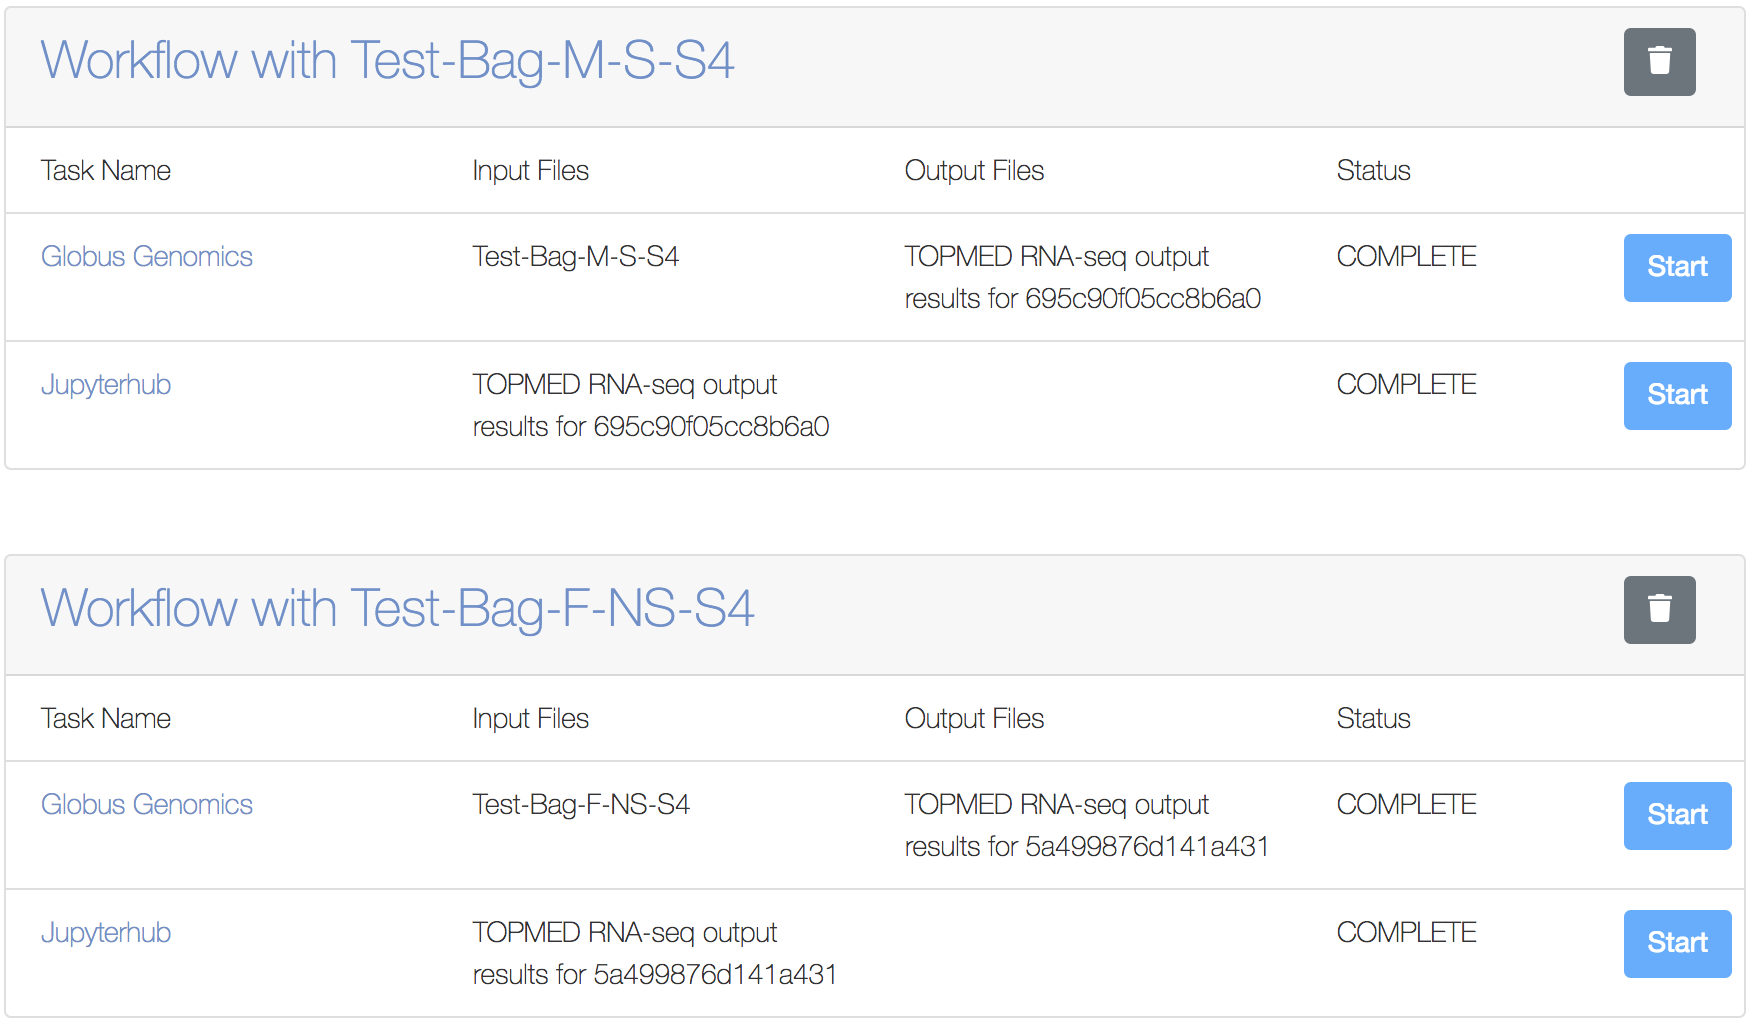 Workflow with Test-Bag-M-S-S4
Task Name Input Files Output Files Status
Globus Genomics Test-Bag-M-S-S4 TOPMED RNA-seq output COMPLETE Start
results for 695c90f05cc8b6a0
Jupyterhub TOPMED RNA-seq output COMPLETE Start
results for 695c90f05cc8b6a0
Workflow with Test-Bag-F-NS-S4
Task Name Input Files Output Files Status
Globus Genomics Test-Bag-F-NS-S4 TOPMED RNA-seq output COMPLETE Start
results for 5a499876d141a431
Jupyterhub TOPMED RNA-seq output COMPLETE Start
results for 5a499876d141a431